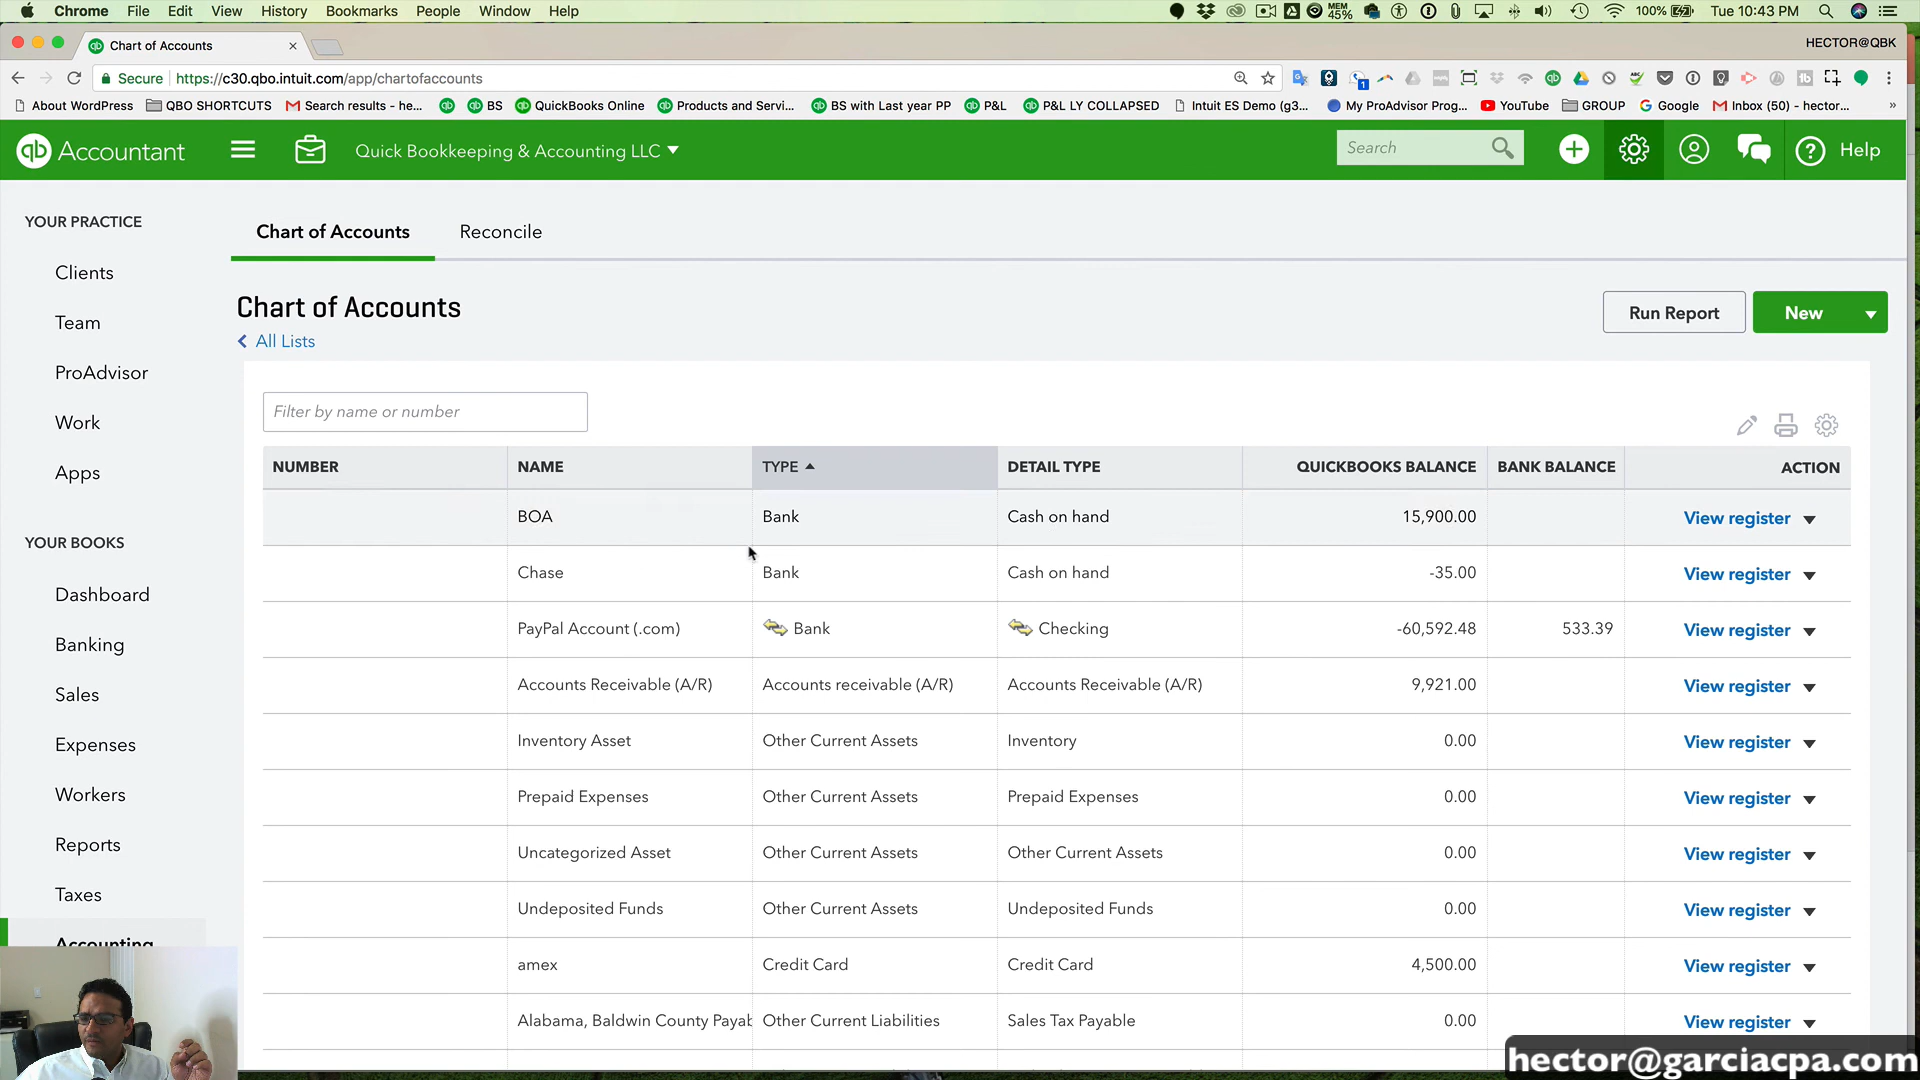 Chrome File Edit View History Bookmarks People Window Help MEM 45% 100% Tue 10:43 PM
Chart of Accounts HECTOR@QBK
Secure https://c30.qbo.intuit.com/app/chartofaccounts
About WordPress QBO SHORTCUTS Search results - he... BS QuickBooks Online Products and Servi... BS with Last year PP P&L P&L LY COLLAPSED Intuit ES Demo (g3... My ProAdvisor Prog... YouTube GROUP Google Inbox (50) - hector... »
qb Accountant Quick Bookkeeping & Accounting LLC Search Help
YOUR PRACTICE
Clients
Team
ProAdvisor
Work
Apps
YOUR BOOKS
Dashboard
Banking
Sales
Expenses
Workers
Reports
Taxes
Accounting
Chart of Accounts Reconcile
Chart of Accounts
All Lists
Run Report New
Filter by name or number
NUMBER NAME TYPE DETAIL TYPE QUICKBOOKS BALANCE BANK BALANCE ACTION
BOA Bank Cash on hand 15,900.00 View register
Chase Bank Cash on hand -35.00 View register
PayPal Account (.com) Bank Checking -60,592.48 533.39 View register
Accounts Receivable (A/R) Accounts receivable (A/R) Accounts Receivable (A/R) 9,921.00 View register
Inventory Asset Other Current Assets Inventory 0.00 View register
Prepaid Expenses Other Current Assets Prepaid Expenses 0.00 View register
Uncategorized Asset Other Current Assets Other Current Assets 0.00 View register
Undeposited Funds Other Current Assets Undeposited Funds 0.00 View register
amex Credit Card Credit Card 4,500.00 View register
Alabama, Baldwin County Payab Other Current Liabilities Sales Tax Payable 0.00 View register
hector@garciacpa.com